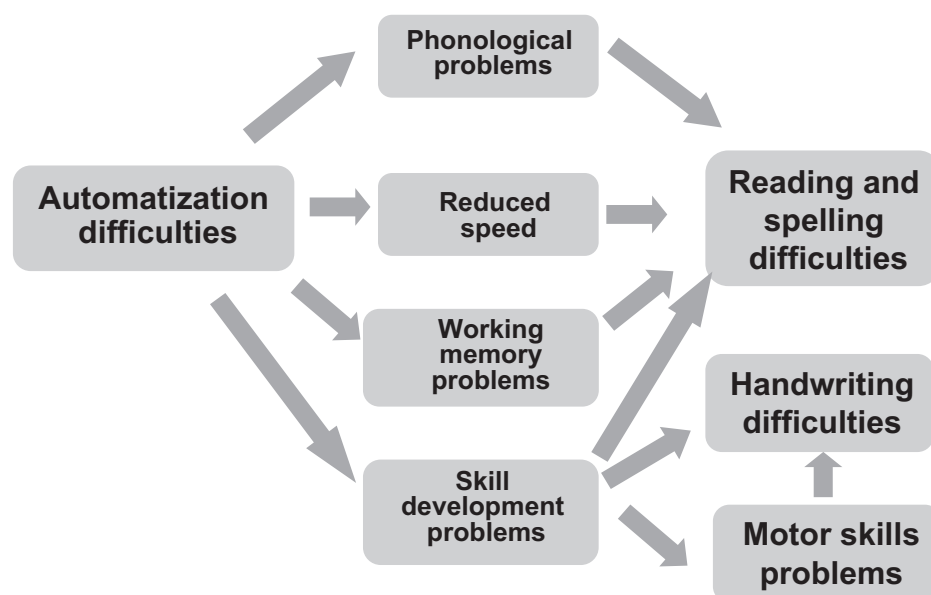 Phonological
problems
Automatization
difficulties
Reduced
speed
Reading and
spelling
difficulties
Working
memory
problems
Handwriting
difficulties
Skill
development
problems
Motor skills
problems